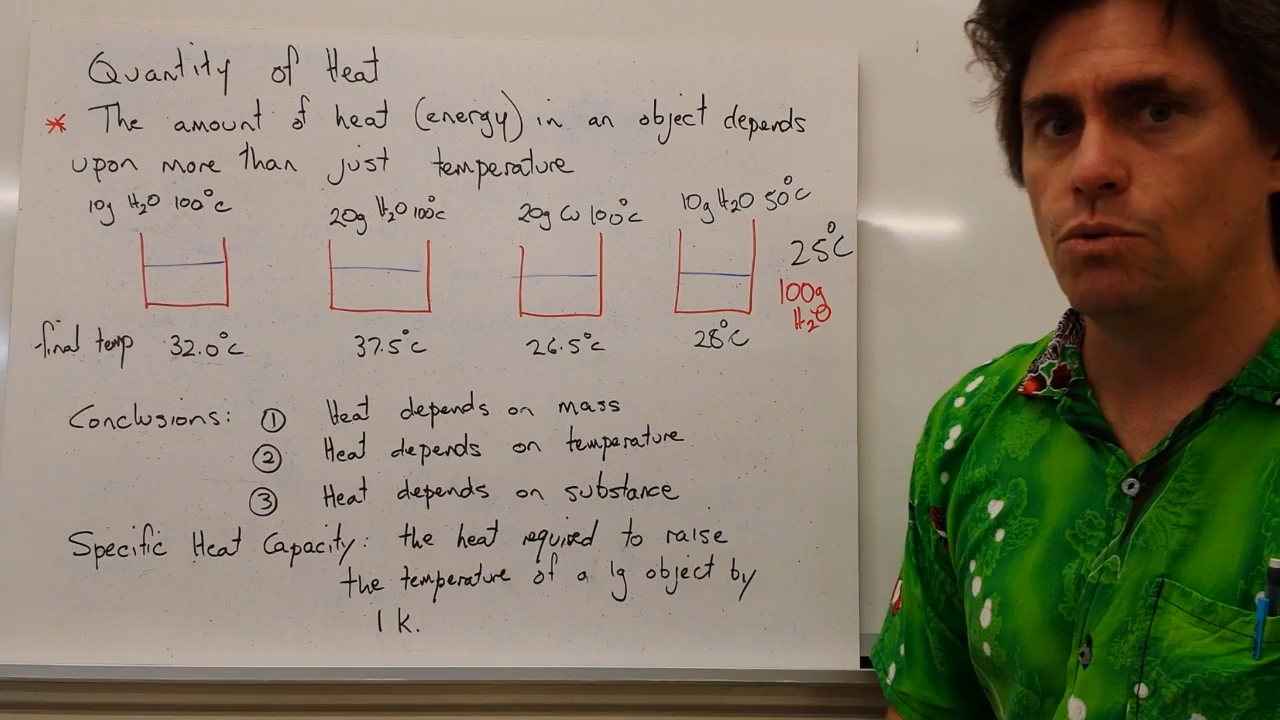 Quantity of Heat
* The amount of heat (energy) in an object depends
upon more than just temperature
10g H2O 100°C 20g H2O 100°C 20g Cu 100°C 10g H2O 50°C
25°C
100g
H2O
final temp 32.0°C 37.5°C 26.5°C 28°C
Conclusions: ① Heat depends on mass
② Heat depends on temperature
③ Heat depends on substance
Specific Heat Capacity: the heat required to raise
the temperature of a 1g object by
1 K.